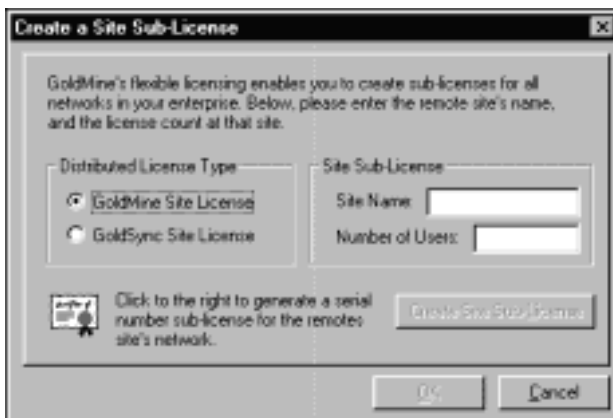 Create a Site Sub-License
GoldMine's flexible licensing enables you to create sub-licenses for all
networks in your enterprise. Below, please enter the remote site's name,
and the license count at that site.
Distributed License Type
GoldMine Site License
GoldSync Site License
Site Sub-License
Site Name:
Number of Users:
Click to the right to generate a serial
number sub-license for the remotes
site's network.
Create Site Sub-License
OK
Cancel